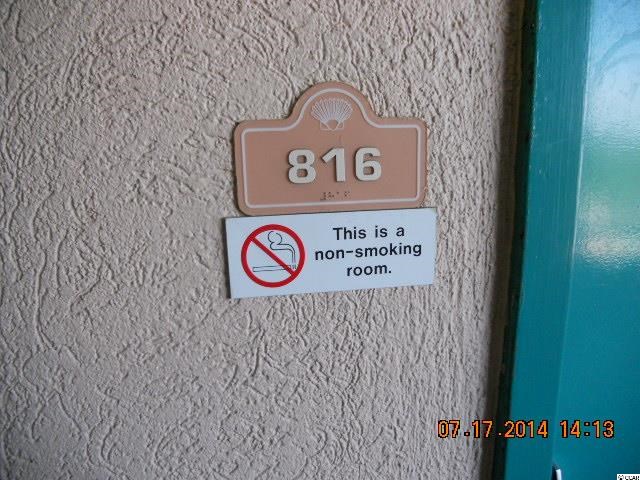 816
This is a
non-smoking
room.
07.17.2014 14:13